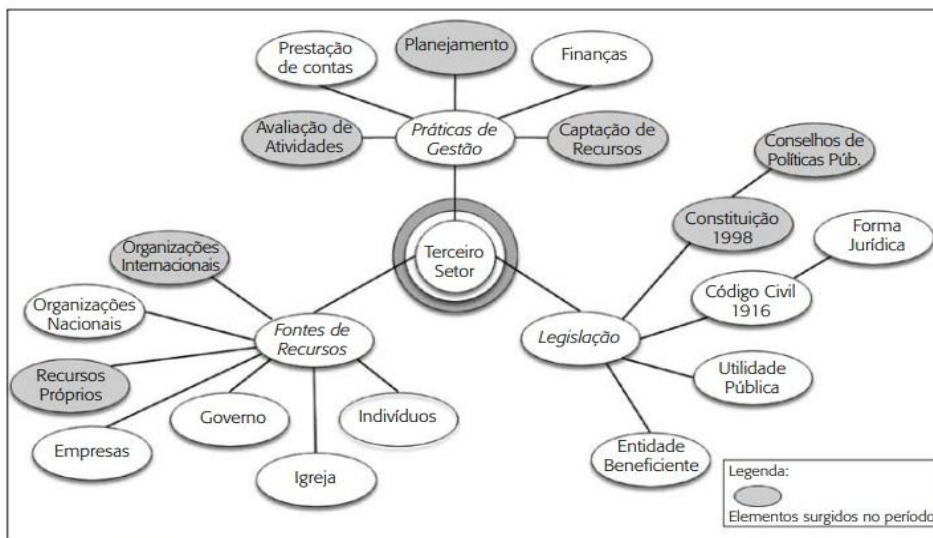 Prestação
de contas
Planejamento
Finanças
Avaliação de
Atividades
Práticas de
Gestão
Captação de
Recursos
Conselhos de
Políticas Púb.
Constituição
1998
Forma
Jurídica
Organizações
Internacionais
Terceiro
Setor
Código Civil
1916
Organizações
Nacionais
Fontes de
Recursos
Legislação
Recursos
Próprios
Utilidade
Pública
Governo
Indivíduos
Empresas
Igreja
Entidade
Beneficiente
Legenda:
Elementos surgidos no período